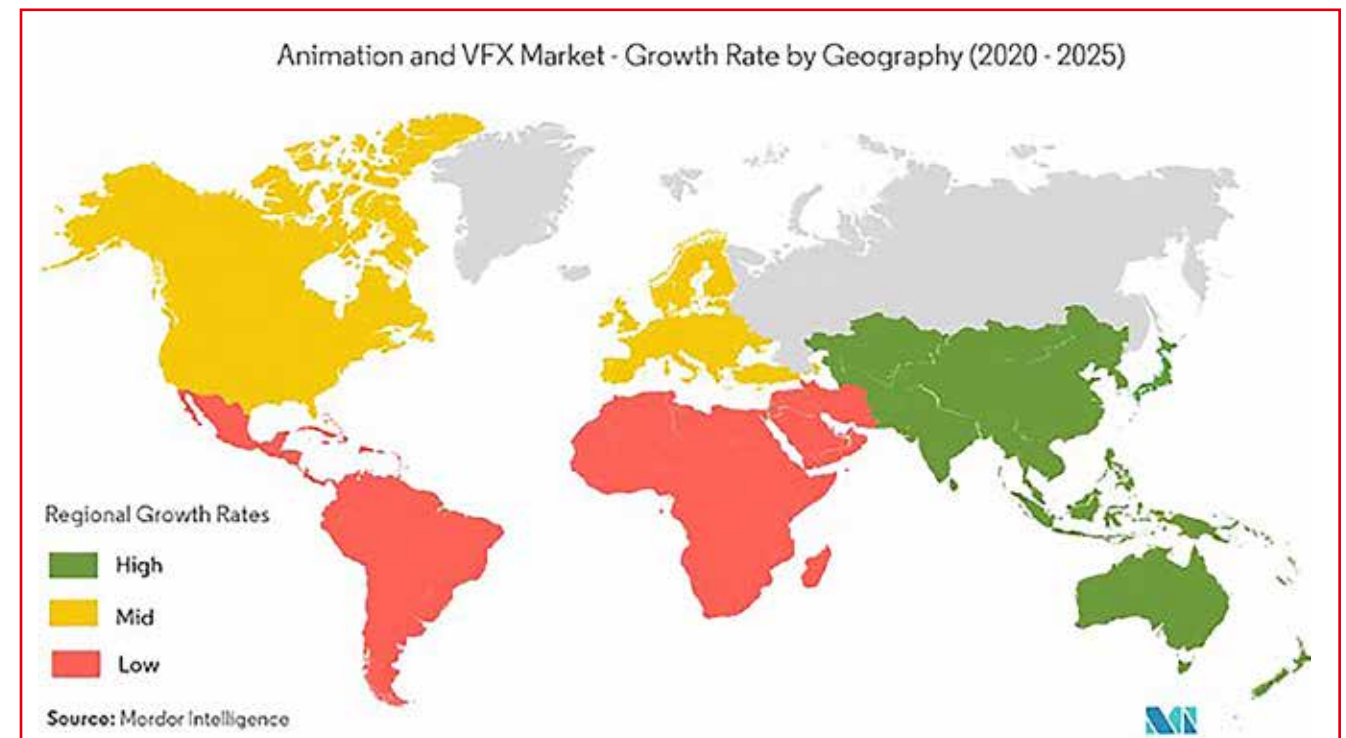 Animation and VFX Market - Growth Rate by Geography (2020 - 2025)
Regional Growth Rates
High
Mid
Low
Source: Mordor Intelligence